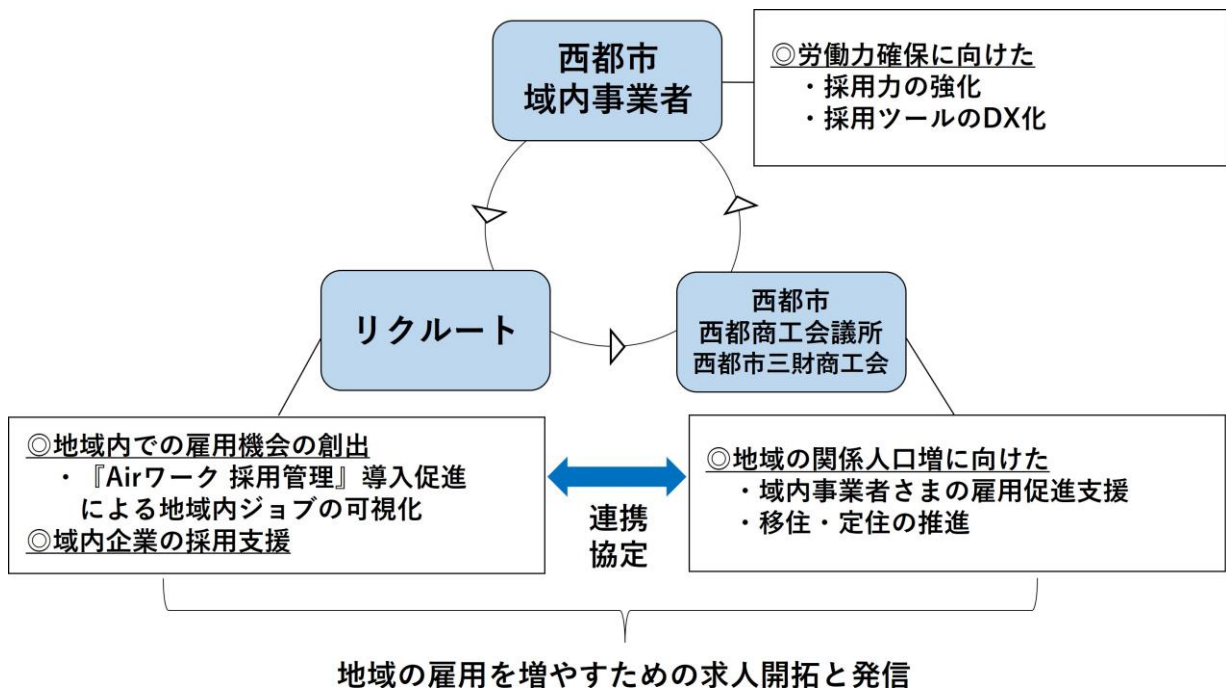 西都市
域内事業者
◎労働力確保に向けた
・採用力の強化
・採用ツールのDX化
リクルート
西都市
西都商工会議所
西都市三財商工会
◎地域内での雇用機会の創出
・『Airワーク 採用管理』導入促進
による地域内ジョブの可視化
◎域内企業の採用支援
連携
協定
◎地域の関係人口増に向けた
・域内事業者さまの雇用促進支援
・移住・定住の推進
地域の雇用を増やすための求人開拓と発信